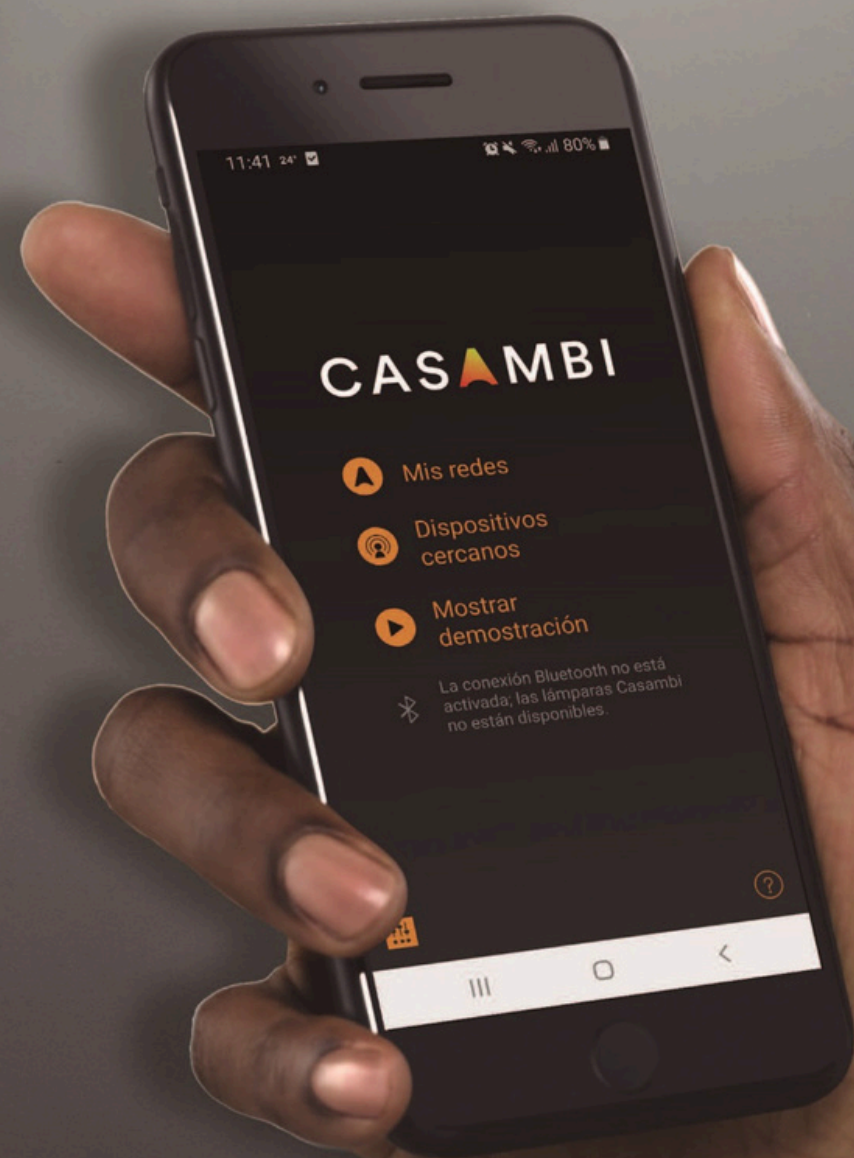 11:41 24°
80%
CASAMBI
Mis redes
Dispositivos
cercanos
Mostrar
demostración
La conexión Bluetooth no está
activada; las lámparas Casambi
no están disponibles.
?